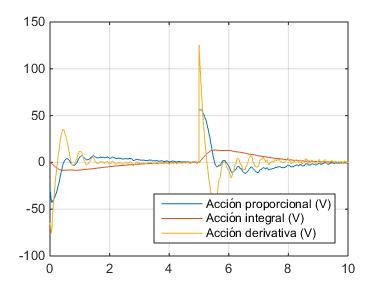 150
100
50
0
-50
-100
Acción proporcional (V)
Acción integral (V)
Acción derivativa (V)
0 2 4 6 8 10